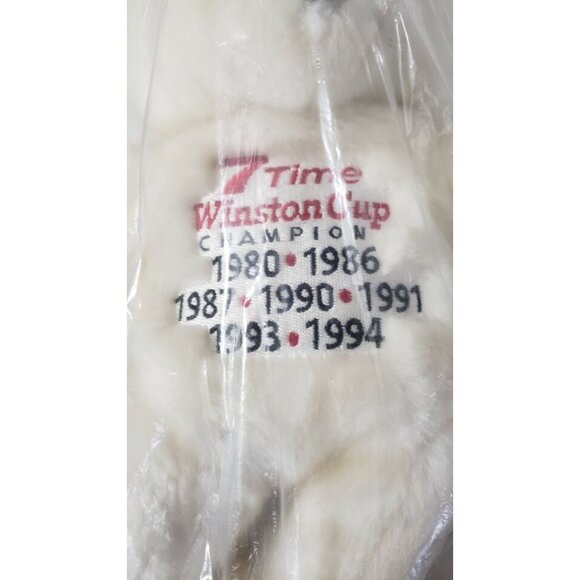 7 Time
Winston Cup
CHAMPION
1980 • 1986
1987 • 1990 • 1991
1993 • 1994